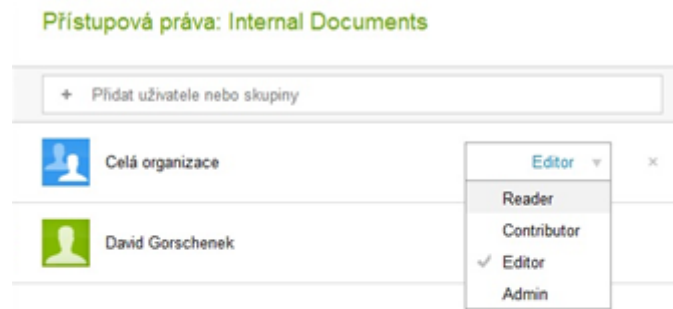 Přístupová práva: Internal Documents
+ Přidat uživatele nebo skupiny
Celá organizace
Editor
Reader
Contributor
Editor
Admin
David Gorschenek